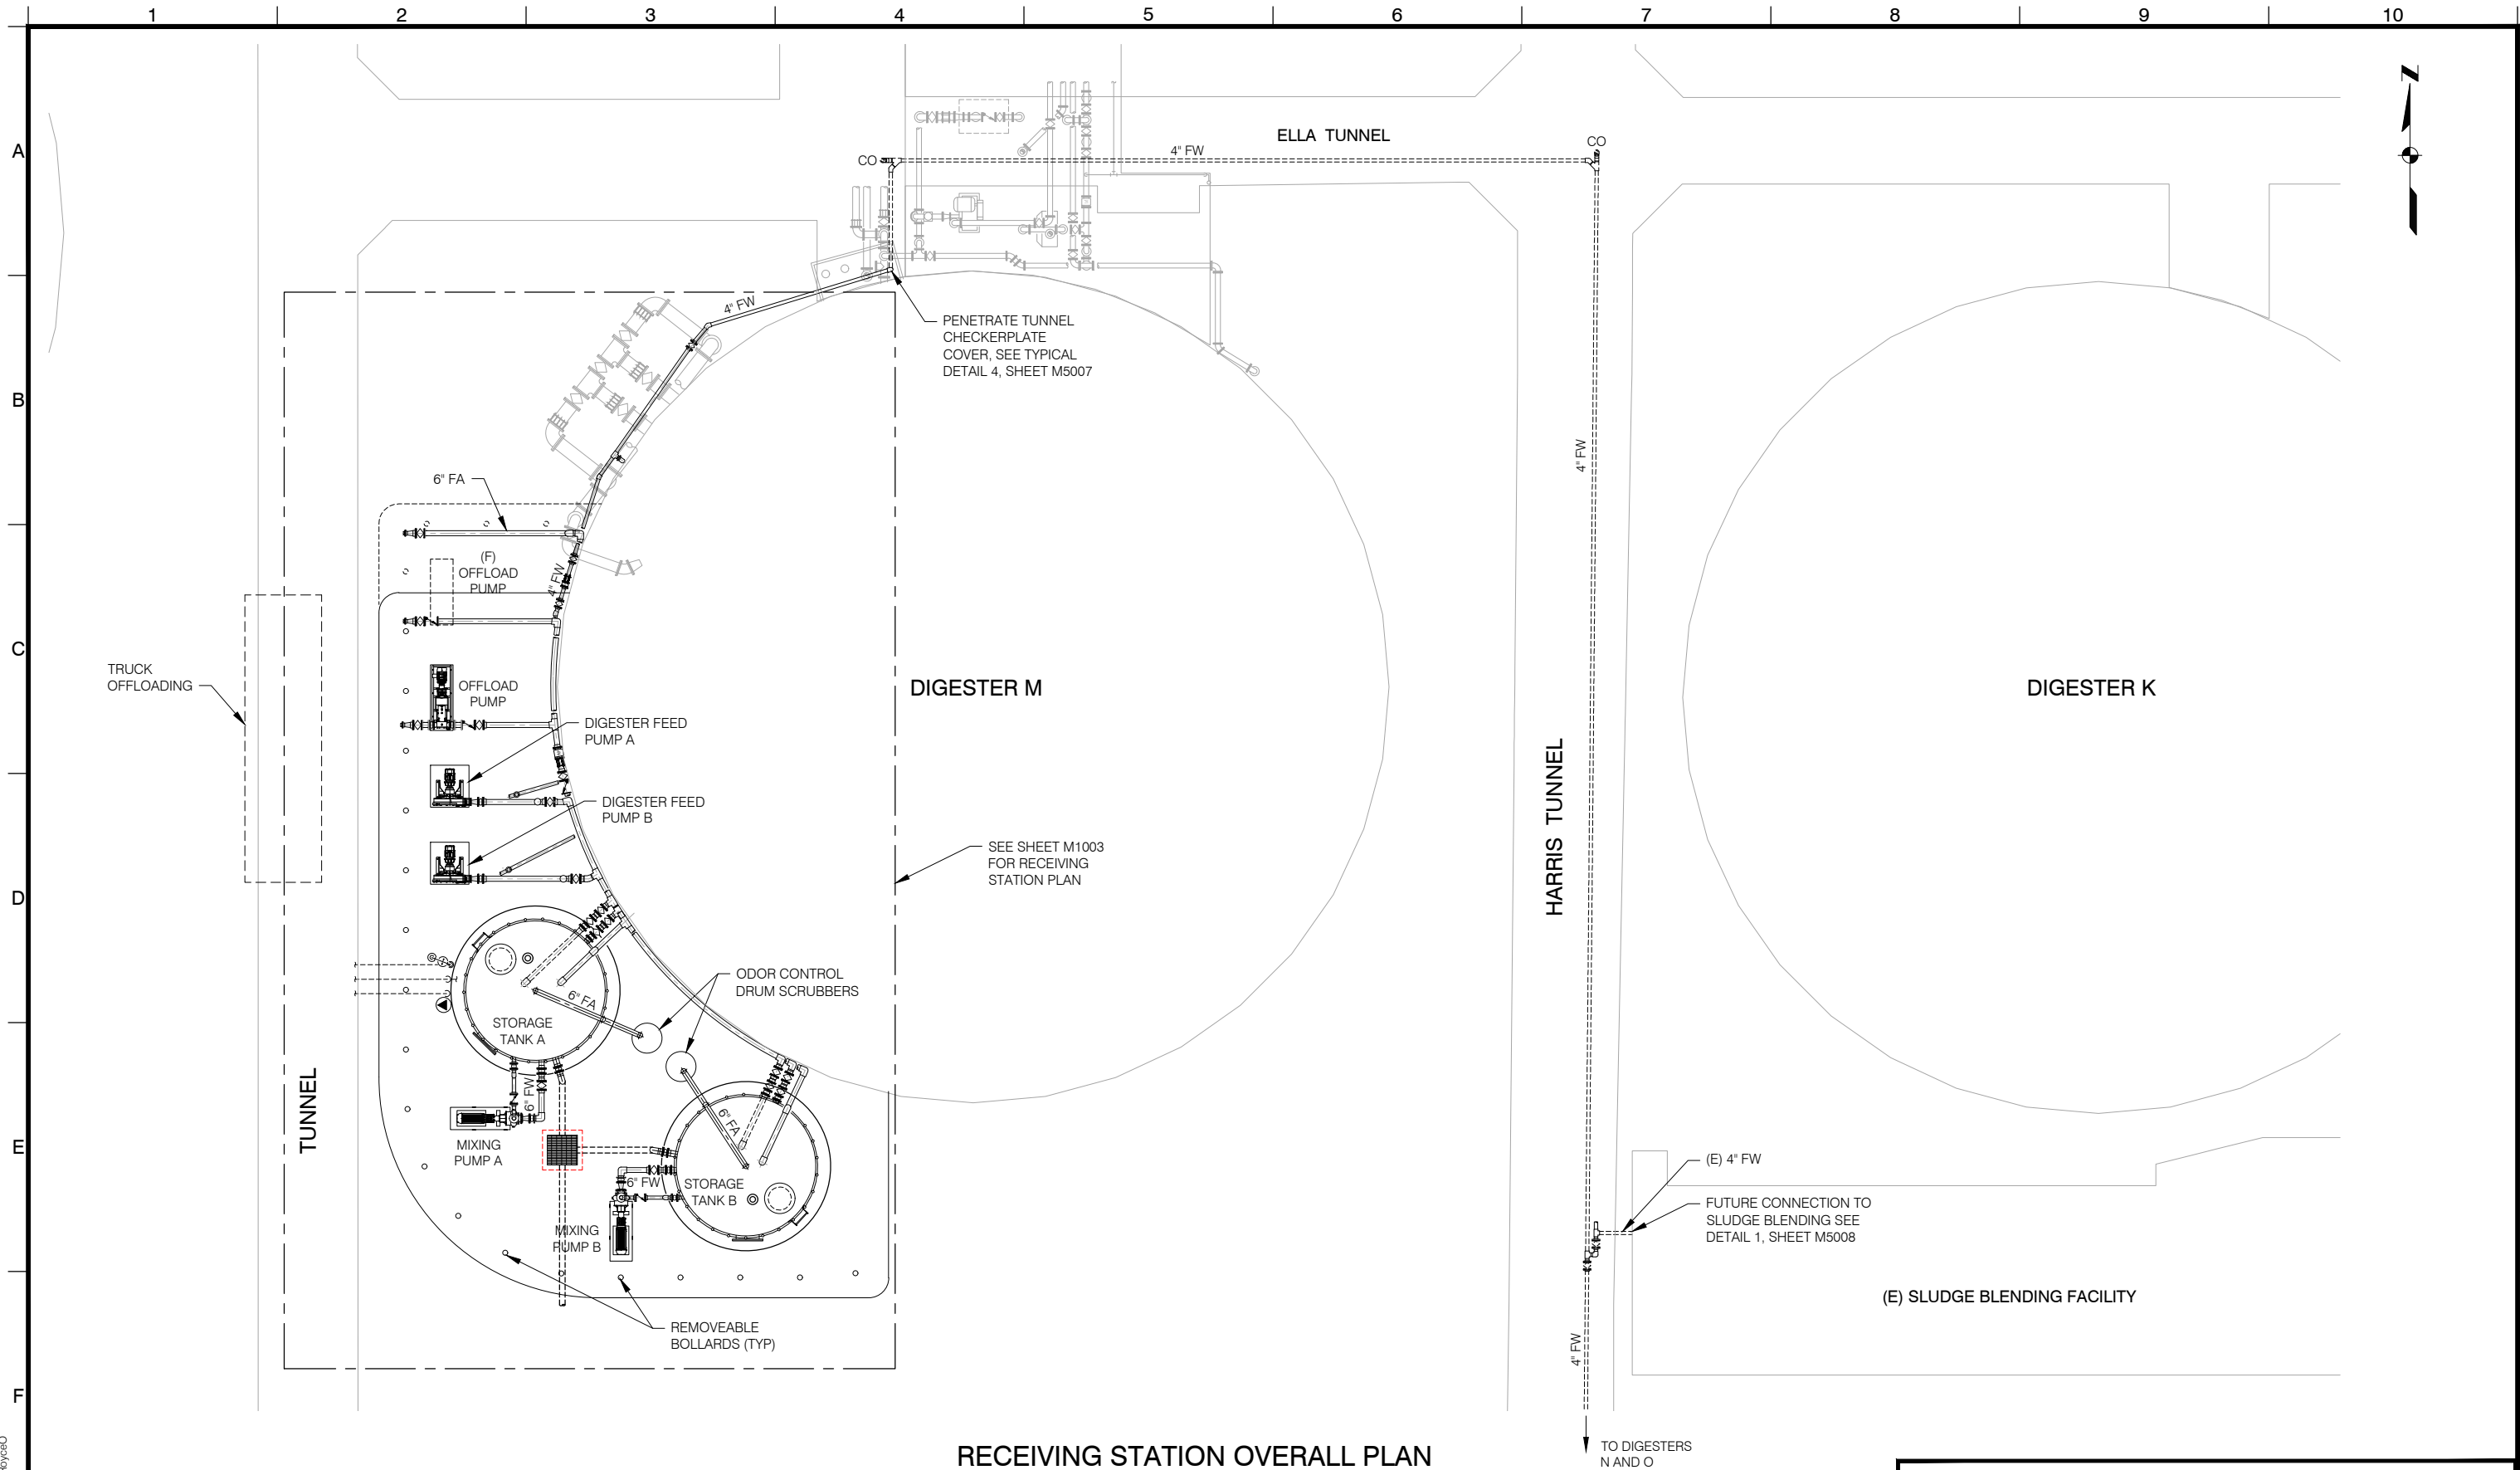 1 2 3 4 5 6 7 8 9 10
A
B
C
D
E
F
N
ELLA TUNNEL
CO
4" FW
CO
4" FW
PENETRATE TUNNEL
CHECKERPLATE
COVER, SEE TYPICAL
DETAIL 4, SHEET M5007
4" FW
6" FA
(F)
OFFLOAD
PUMP
4" FW
TRUCK
OFFLOADING
OFFLOAD
PUMP
DIGESTER M
DIGESTER K
DIGESTER FEED
PUMP A
DIGESTER FEED
PUMP B
HARRIS TUNNEL
SEE SHEET M1003
FOR RECEIVING
STATION PLAN
ODOR CONTROL
DRUM SCRUBBERS
6" FA
STORAGE
TANK A
TUNNEL
6" FW
6" FA
MIXING
PUMP A
STORAGE
TANK B
6" FW
MIXING
PUMP B
(E) 4" FW
FUTURE CONNECTION TO
SLUDGE BLENDING SEE
DETAIL 1, SHEET M5008
(E) SLUDGE BLENDING FACILITY
REMOVEABLE
BOLLARDS (TYP)
4" FW
TO DIGESTERS
N AND O
RECEIVING STATION OVERALL PLAN